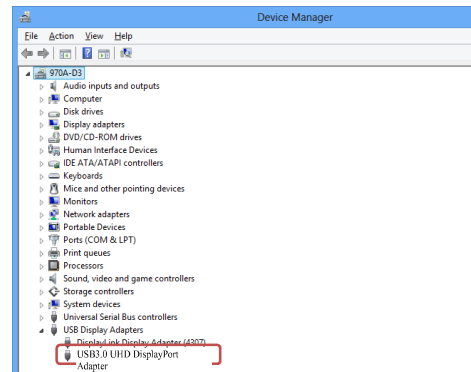 Device Manager
File Action View Help
970A-D3
Audio inputs and outputs
Computer
Disk drives
Display adapters
DVD/CD-ROM drives
Human Interface Devices
IDE ATA/ATAPI controllers
Keyboards
Mice and other pointing devices
Monitors
Network adapters
Portable Devices
Ports (COM & LPT)
Print queues
Processors
Sound, video and game controllers
Storage controllers
System devices
Universal Serial Bus controllers
USB Display Adapters
DisplayLink Display Adapter (4307)
USB3.0 UHD DisplayPort
Adapter